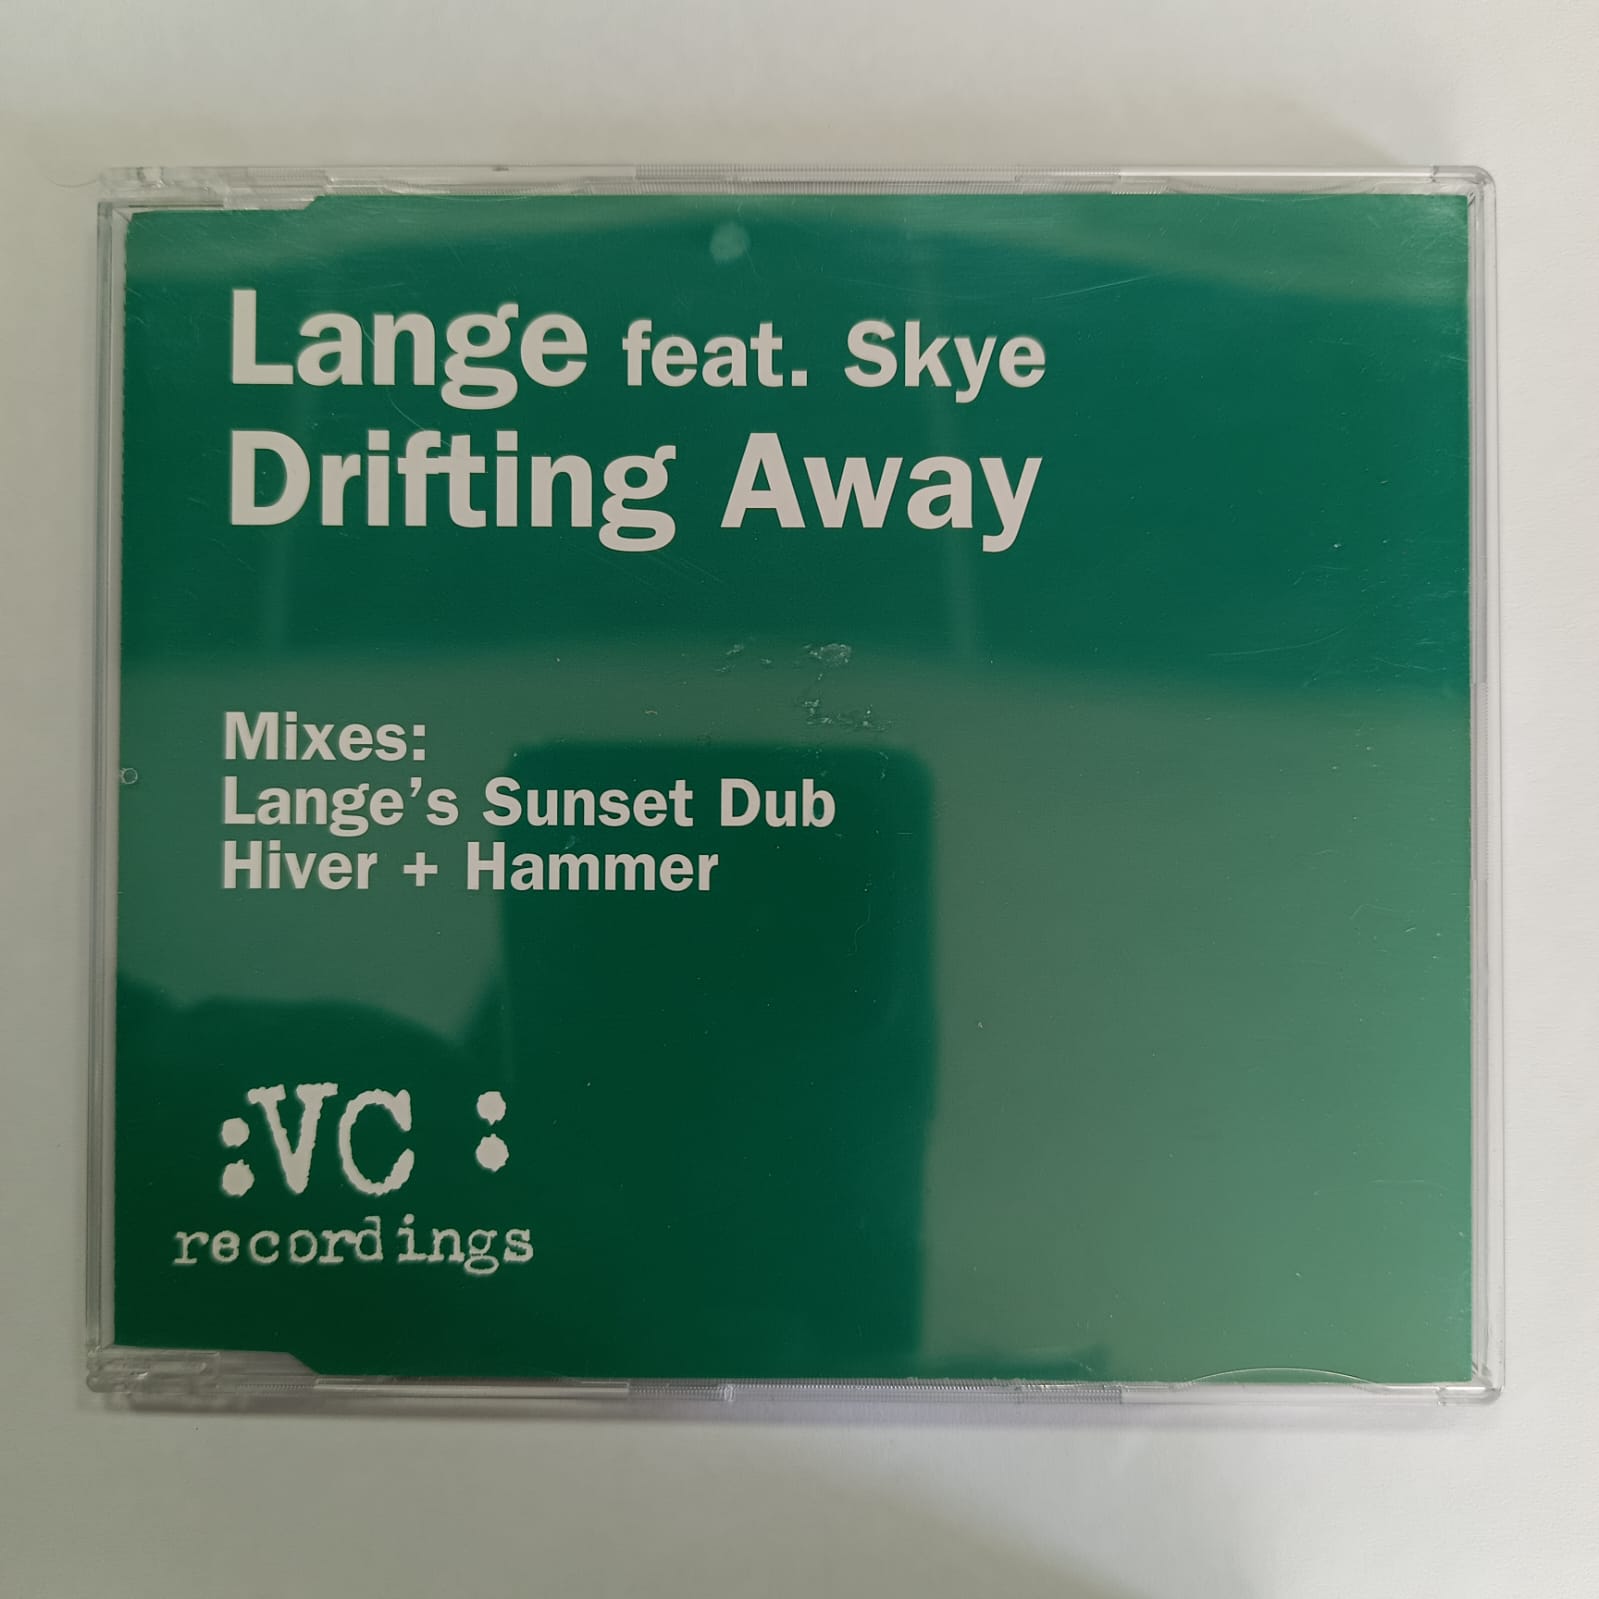 Lange feat. Skye
Drifting Away
Mixes:
Lange’s Sunset Dub
Hiver + Hammer
:VC :
recordings